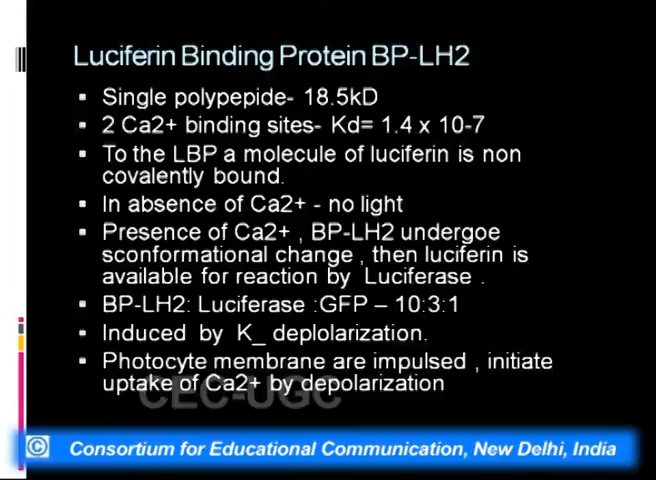 Luciferin Binding Protein BP-LH2
▪ Single polypepide- 18.5kD
▪ 2 Ca2+ binding sites- Kd= 1.4 x 10-7
▪ To the LBP a molecule of luciferin is non
covalently bound.
▪ In absence of Ca2+ - no light
▪ Presence of Ca2+ , BP-LH2 undergoe
sconformational change , then luciferin is
available for reaction by Luciferase .
▪ BP-LH2: Luciferase :GFP – 10:3:1
▪ Induced by K_ deplolarization.
▪ Photocyte membrane are impulsed , initiate
uptake of Ca2+ by depolarization
CEC-UGC
© Consortium for Educational Communication, New Delhi, India